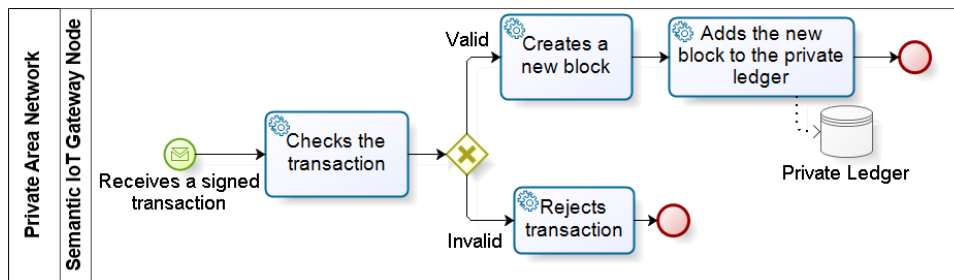 Private Area Network
Semantic IoT Gateway Node
Receives a signed
transaction
Checks the
transaction
Valid
Creates a
new block
Adds the new
block to the private
ledger
Private Ledger
Invalid
Rejects
transaction